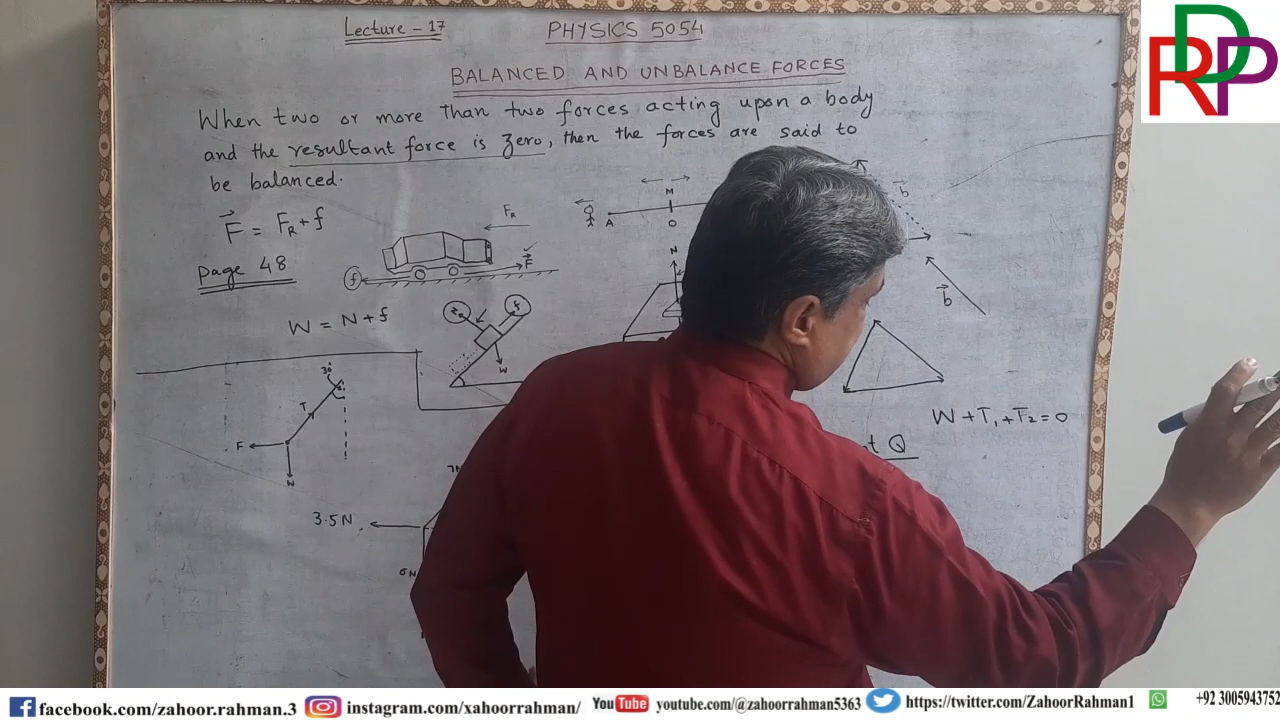 Lecture - 17
PHYSICS 5054
RDP
BALANCED AND UNBALANCE FORCES
When two or more than two forces acting upon a body
and the resultant force is zero, then the forces are said to
be balanced.
F = FR + f
Page 48
FR
f
F
A
M
O
N
b
b
W = N + f
f
W
30°
T
F
W
W + T1 + T2 = 0
Q
3.5N
facebook.com/zahoor.rahman.3
instagram.com/xahoorrahman/
YouTube youtube.com/@zahoorrahman5363
https://twitter.com/ZahoorRahman1
+92 3005943752